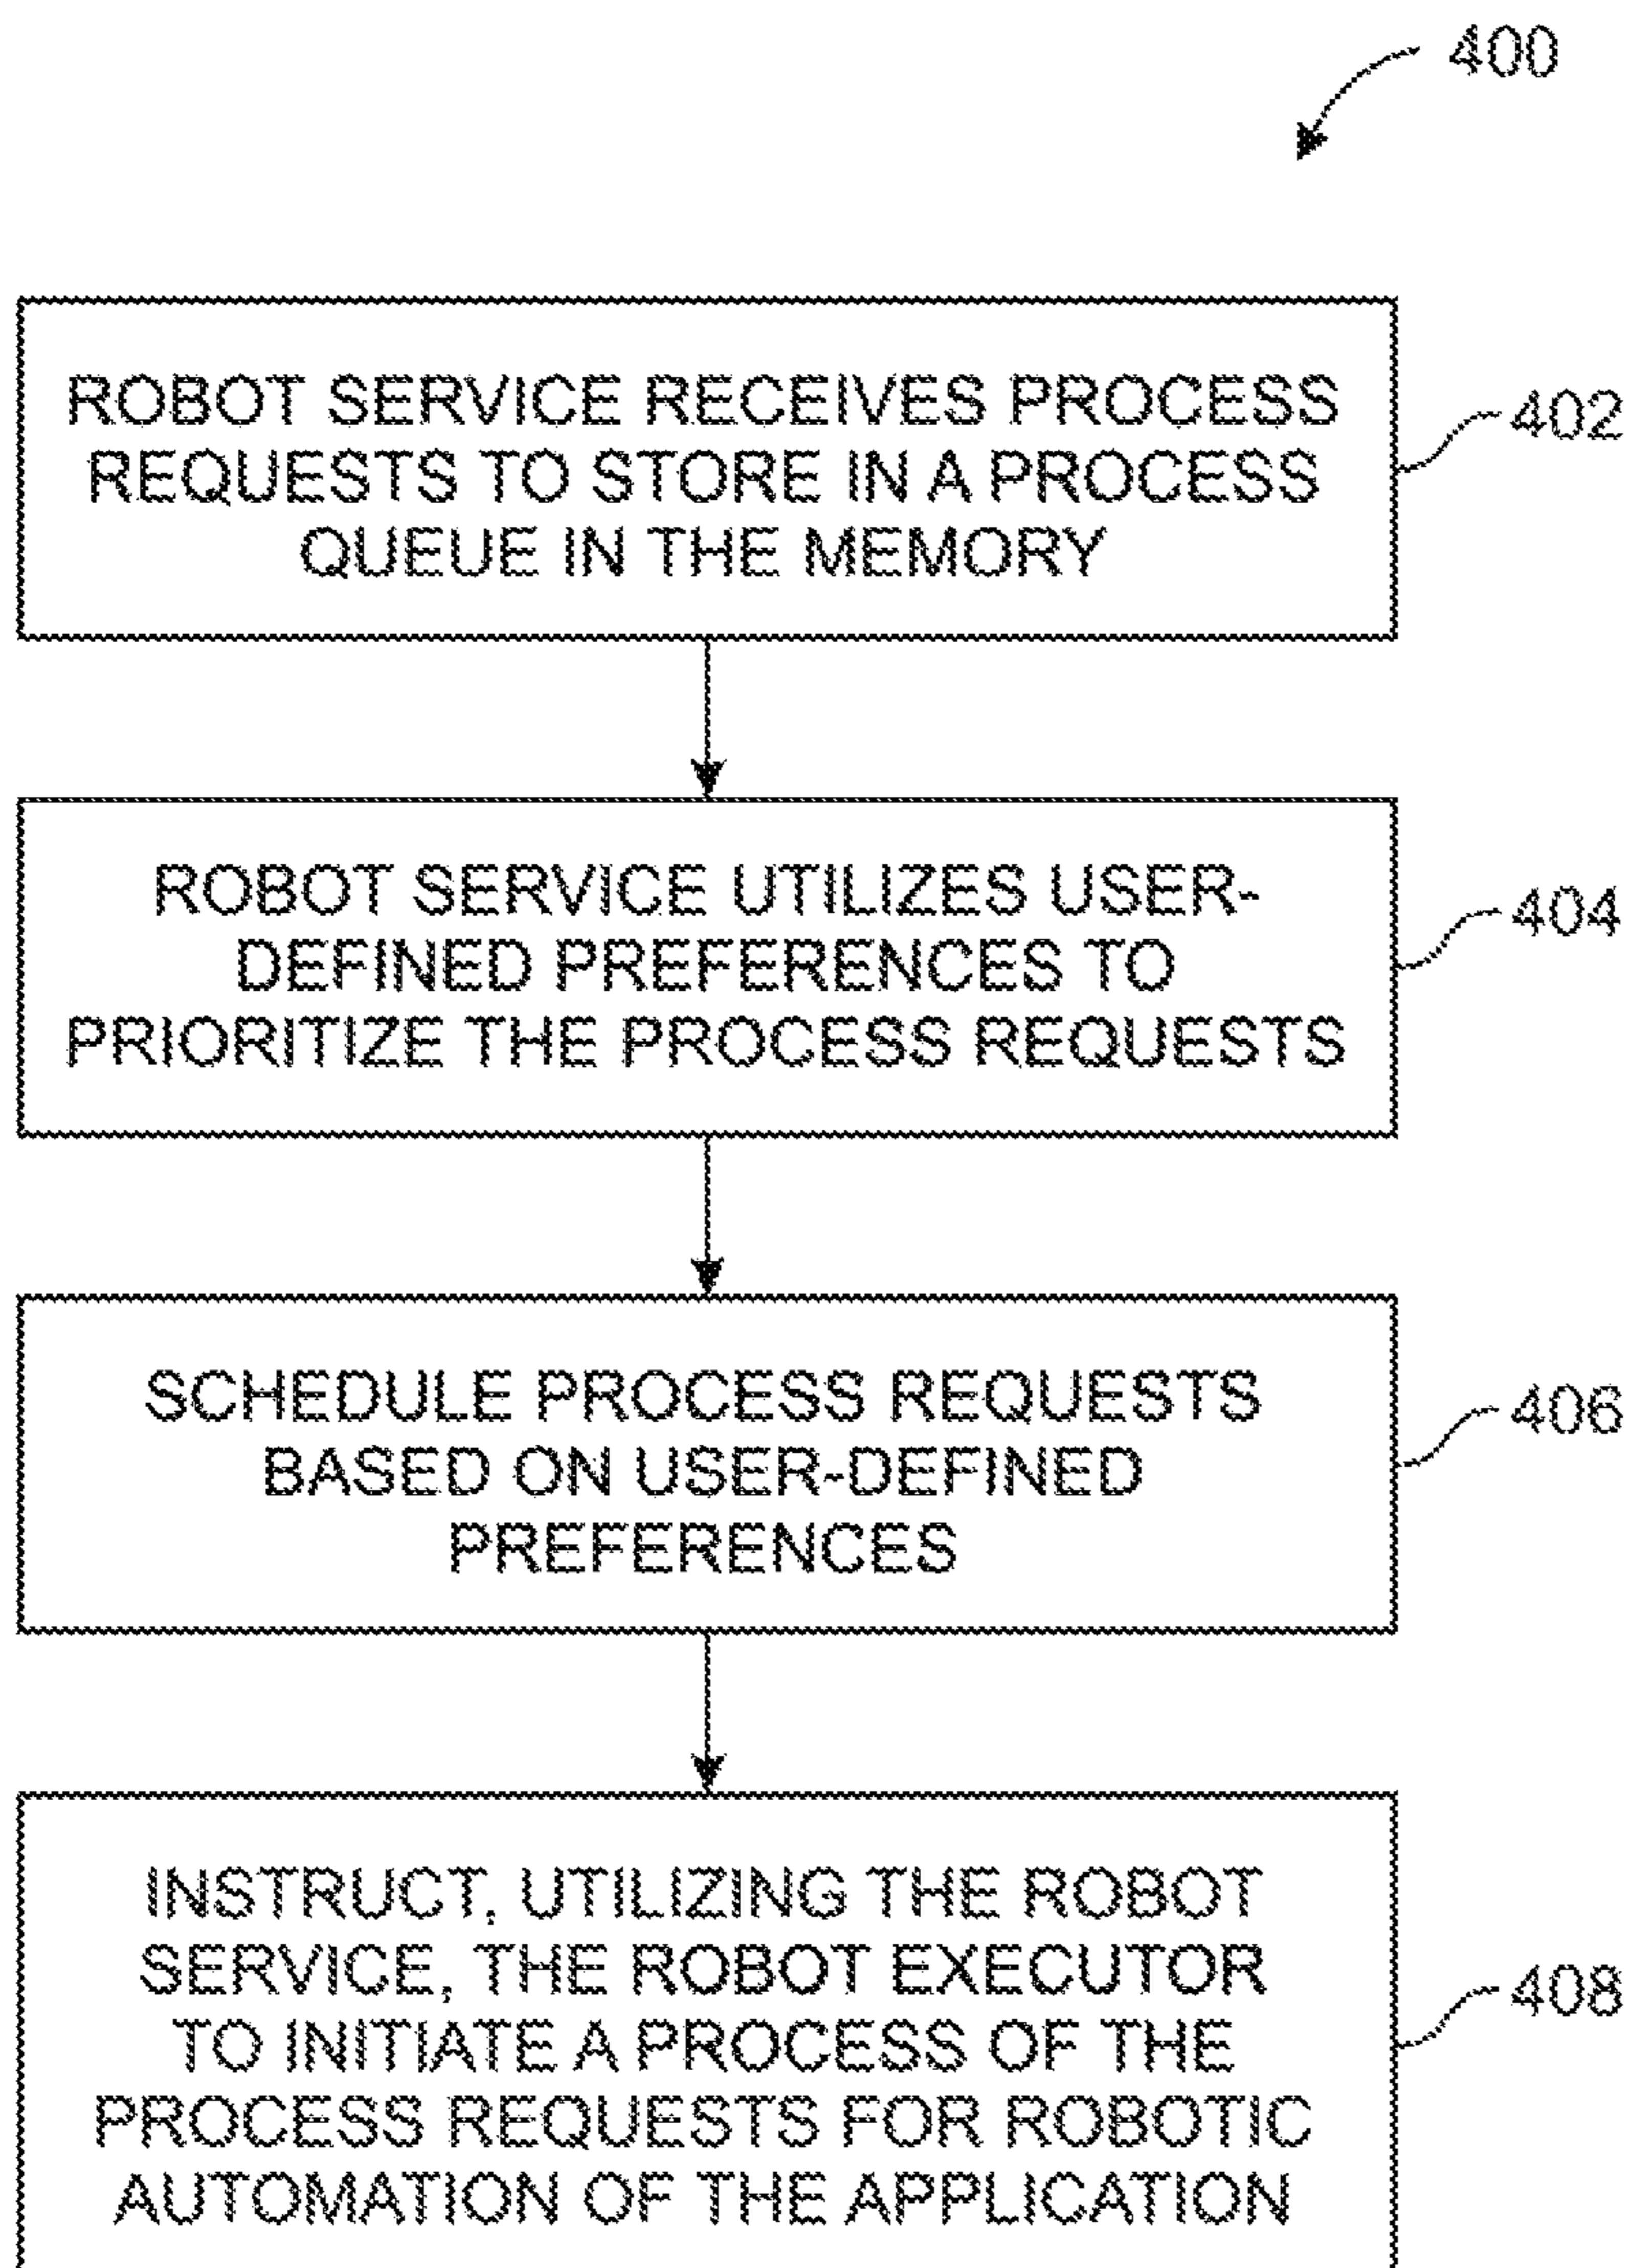 400
ROBOT SERVICE RECEIVES PROCESS
REQUESTS TO STORE IN A PROCESS
QUEUE IN THE MEMORY
402
ROBOT SERVICE UTILIZES USER-
DEFINED PREFERENCES TO
PRIORITIZE THE PROCESS REQUESTS
404
SCHEDULE PROCESS REQUESTS
BASED ON USER-DEFINED
PREFERENCES
406
INSTRUCT, UTILIZING THE ROBOT
SERVICE, THE ROBOT EXECUTOR
TO INITIATE A PROCESS OF THE
PROCESS REQUESTS FOR ROBOTIC
AUTOMATION OF THE APPLICATION
408